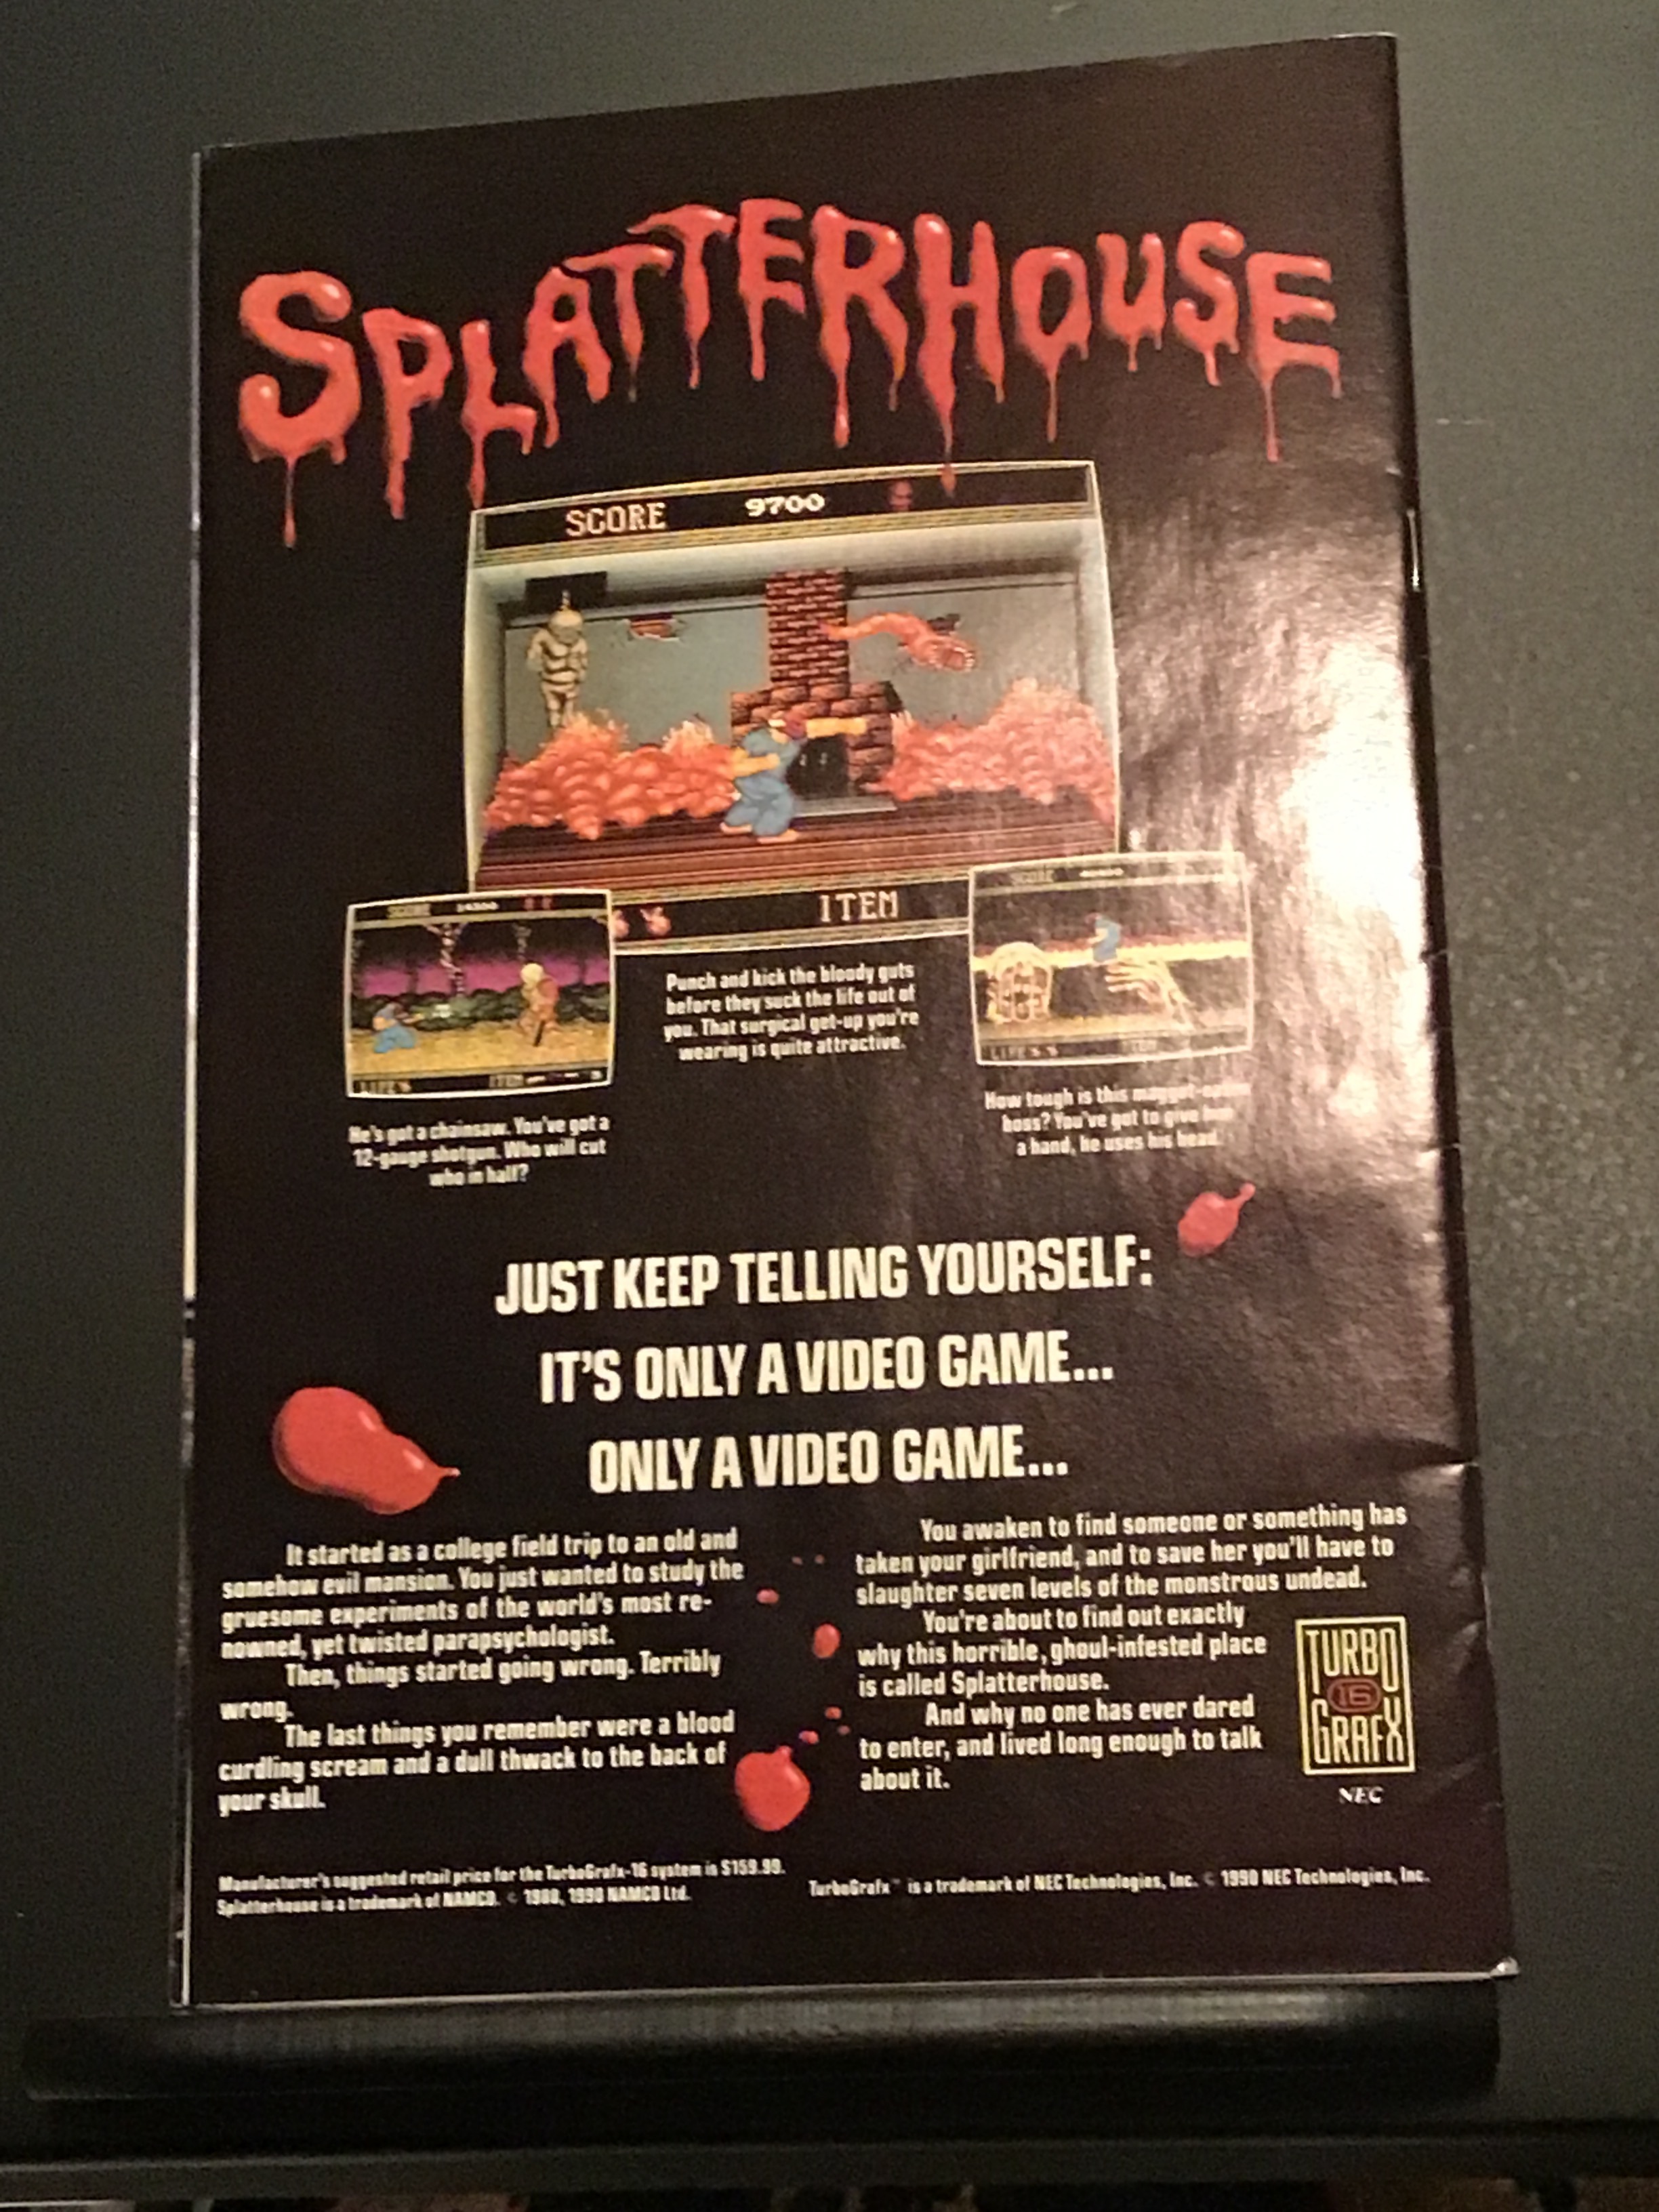 SPLATTERHOUSE
SCORE 9700
ITEM
SCORE 14300
LIFE
ITEM
SCORE
LIFE
ITEM
Punch and kick the bloody guts
before they suck the life out of
you. That surgical get-up you're
wearing is quite attractive.
He's got a chainsaw. You've got a
12-gauge shotgun. Who will cut
who in half?
How tough is this maggot-
boss? You've got to give him
a hand, he uses his head.
JUST KEEP TELLING YOURSELF:
IT'S ONLY A VIDEO GAME...
ONLY A VIDEO GAME...
It started as a college field trip to an old and
somehow evil mansion. You just wanted to study the
gruesome experiments of the world's most re-
nowned, yet twisted parapsychologist.
Then, things started going wrong. Terribly
wrong.
The last things you remember were a blood
curdling scream and a dull thwack to the back of
your skull.
You awaken to find someone or something has
taken your girlfriend, and to save her you'll have to
slaughter seven levels of the monstrous undead.
You're about to find out exactly
why this horrible, ghoul-infested place
is called Splatterhouse.
And why no one has ever dared
to enter, and lived long enough to talk
about it.
TURBO
16
GRAFX
NEC
Manufacturer's suggested retail price for the TurboGrafx-16 system is $159.99.
Splatterhouse is a trademark of NAMCO. © 1988, 1990 NAMCO Ltd.
TurboGrafx™ is a trademark of NEC Technologies, Inc. © 1990 NEC Technologies, Inc.